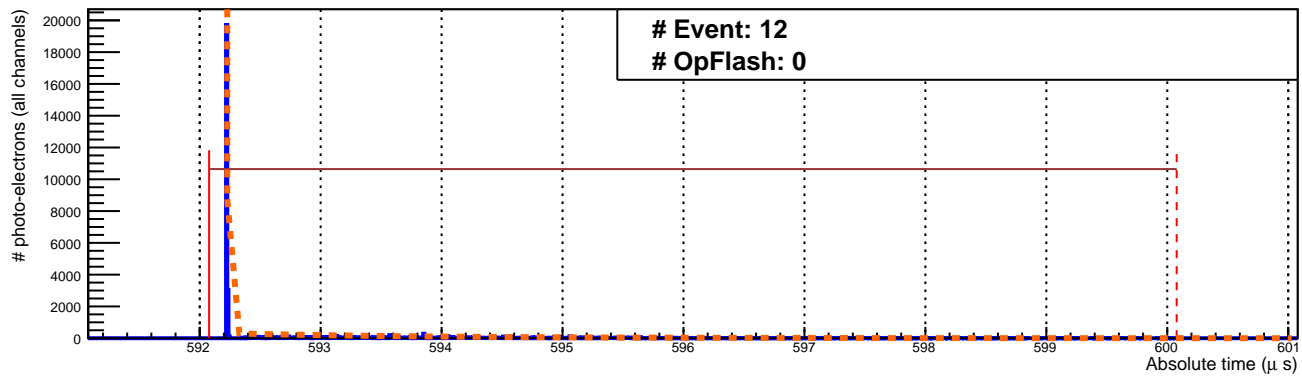 # Event: 12
# OpFlash: 0
# photo-electrons (all channels)
20000
18000
16000
14000
12000
10000
8000
6000
4000
2000
0
592 593 594 595 596 597 598 599 600 601
Absolute time (μ s)